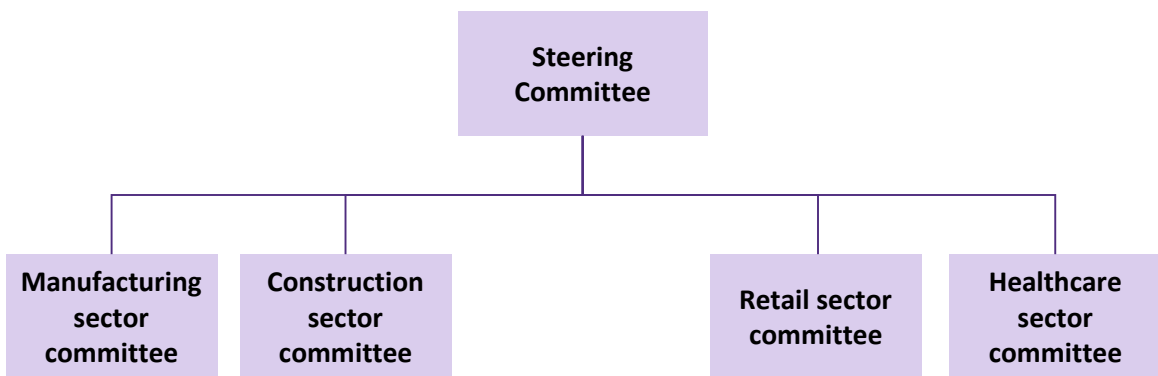 Steering
Committee
Manufacturing
sector
committee
Construction
sector
committee
Retail sector
committee
Healthcare
sector
committee